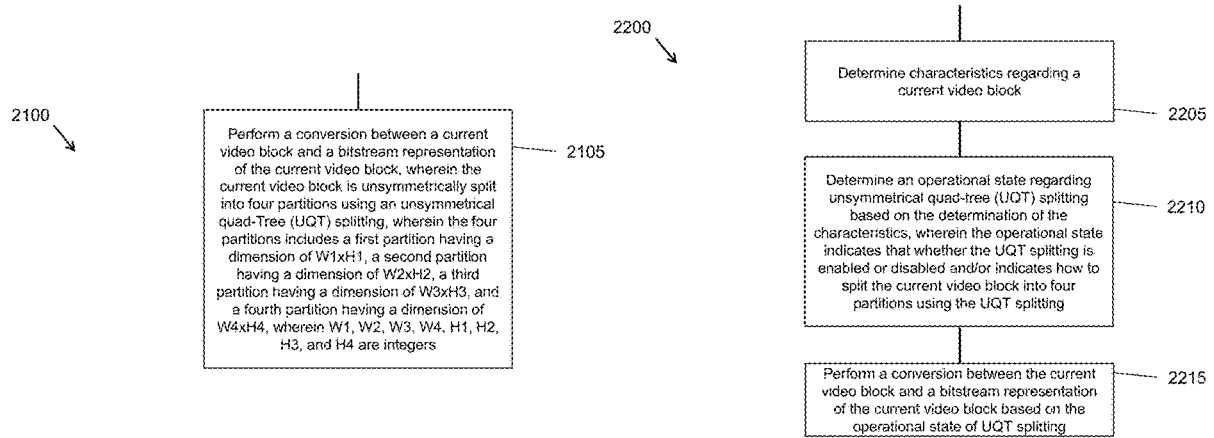 2100
Perform a conversion between a current
video block and a bitstream representation
of the current video block, wherein the
current video block is unsymmetrically split
into four partitions using an unsymmetrical
quad-Tree (UQT) splitting, wherein the four
partitions includes a first partition having a
dimension of W1xH1, a second partition
having a dimension of W2xH2, a third
partition having a dimension of W3xH3, and
a fourth partition having a dimension of
W4xH4, wherein W1, W2, W3, W4, H1, H2,
H3, and H4 are integers
2105
2200
Determine characteristics regarding a
current video block
2205
Determine an operational state regarding
unsymmetrical quad-tree (UQT) splitting
based on the determination of the
characteristics, wherein the operational state
indicates that whether the UQT splitting is
enabled or disabled and/or indicates how to
split the current video block into four
partitions using the UQT splitting
2210
Perform a conversion between the current
video block and a bitstream representation
of the current video block based on the
operational state of UQT splitting
2215